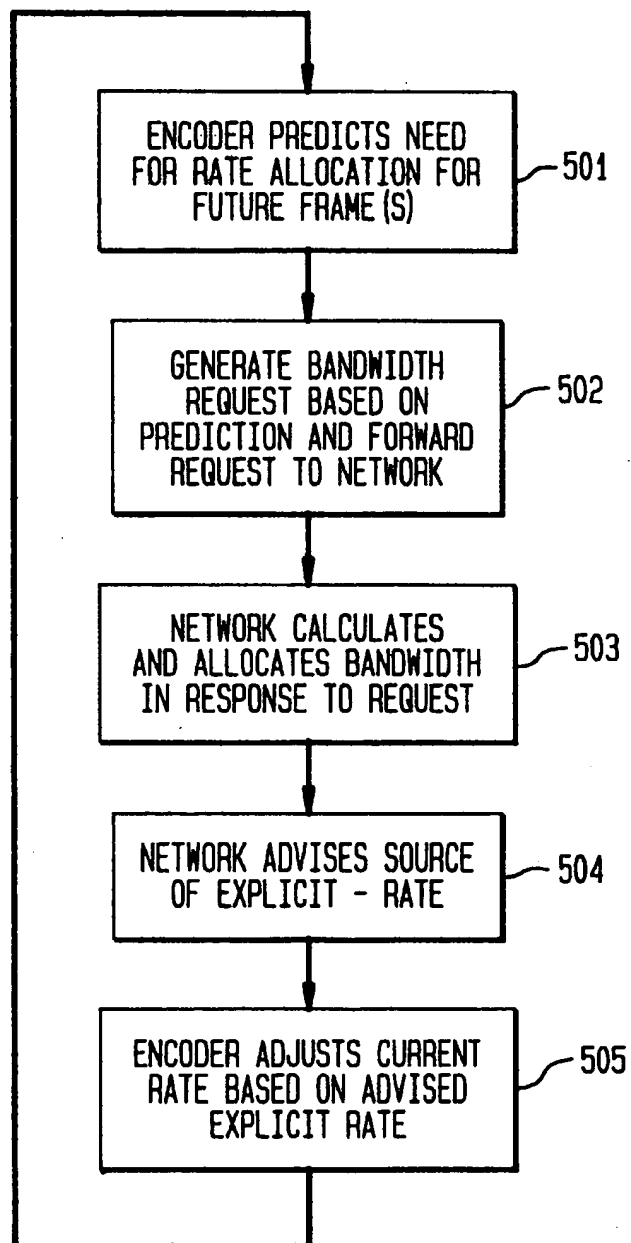 ENCODER PREDICTS NEED
FOR RATE ALLOCATION FOR
FUTURE FRAME(S)
501
GENERATE BANDWIDTH
REQUEST BASED ON
PREDICTION AND FORWARD
REQUEST TO NETWORK
502
NETWORK CALCULATES
AND ALLOCATES BANDWIDTH
IN RESPONSE TO REQUEST
503
NETWORK ADVISES SOURCE
OF EXPLICIT - RATE
504
ENCODER ADJUSTS CURRENT
RATE BASED ON ADVISED
EXPLICIT RATE
505